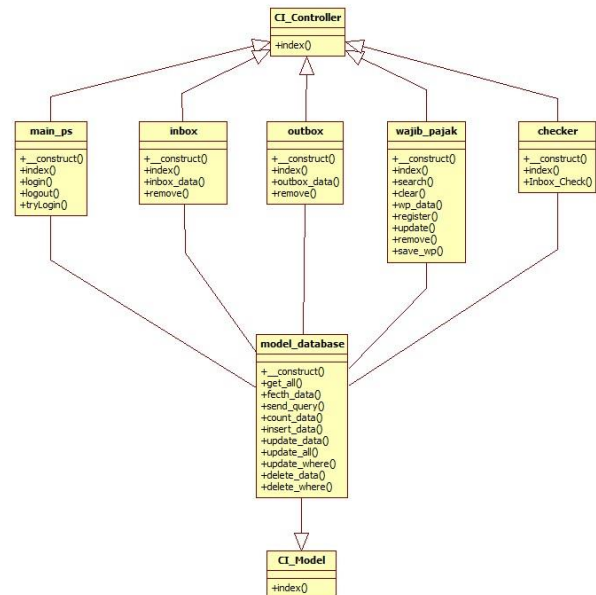 CI_Controller
+index()
main_ps
+__construct()
+index()
+login()
+logout()
+tryLogin()
inbox
+__construct()
+index()
+inbox_data()
+remove()
outbox
+__construct()
+index()
+outbox_data()
+remove()
wajib_pajak
+__construct()
+index()
+search()
+clear()
+wp_data()
+register()
+update()
+remove()
+save_wp()
checker
+__construct()
+index()
+Inbox_Check()
model_database
+__construct()
+get_all()
+fecth_data()
+send_query()
+count_data()
+insert_data()
+update_data()
+update_all()
+update_where()
+delete_data()
+delete_where()
CI_Model
+index()